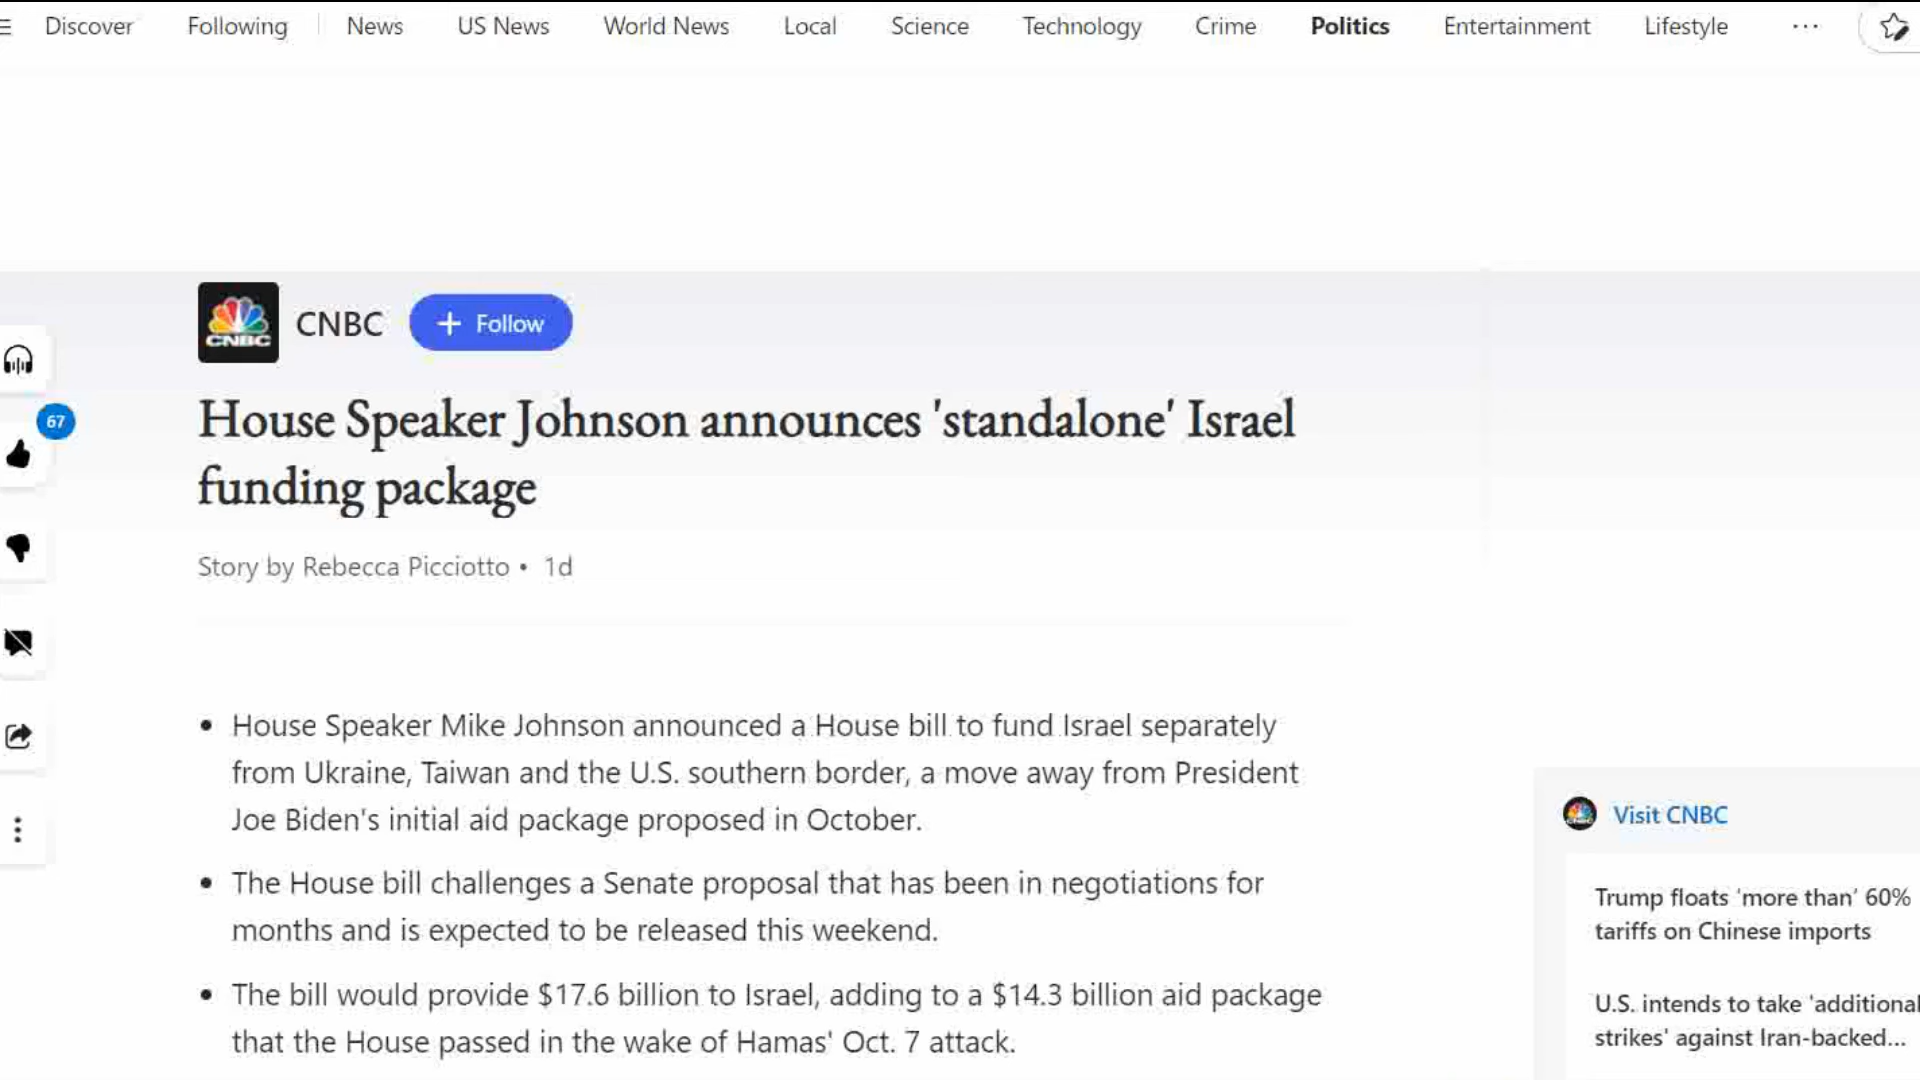 Discover Following News US News World News Local Science Technology Crime Politics Entertainment Lifestyle ...
CNBC
CNBC + Follow
House Speaker Johnson announces 'standalone' Israel
funding package
67
Story by Rebecca Picciotto • 1d
• House Speaker Mike Johnson announced a House bill to fund Israel separately
from Ukraine, Taiwan and the U.S. southern border, a move away from President
Joe Biden's initial aid package proposed in October.
• The House bill challenges a Senate proposal that has been in negotiations for
months and is expected to be released this weekend.
• The bill would provide $17.6 billion to Israel, adding to a $14.3 billion aid package
that the House passed in the wake of Hamas' Oct. 7 attack.
Visit CNBC
Trump floats ‘more than’ 60%
tariffs on Chinese imports
U.S. intends to take 'additional
strikes' against Iran-backed...